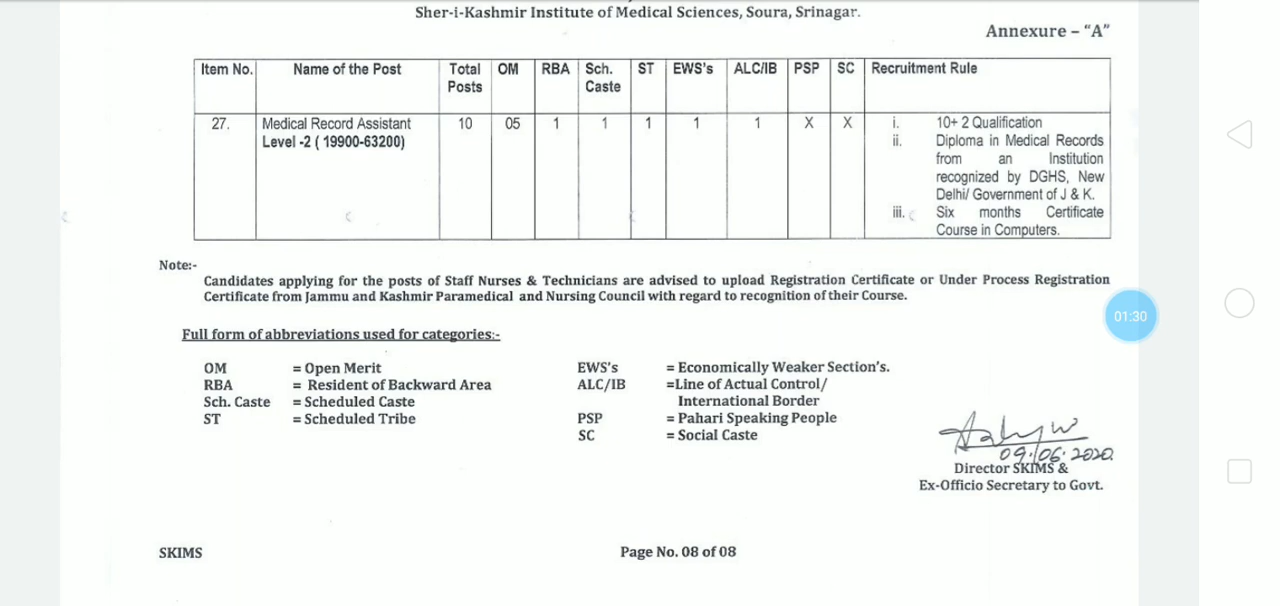 Sher-i-Kashmir Institute of Medical Sciences, Soura, Srinagar.
Annexure – “A”
Item No. Name of the Post Total Posts OM RBA Sch. Caste ST EWS's ALC/IB PSP SC Recruitment Rule
27. Medical Record Assistant 10 05 1 1 1 1 1 X X i. 10+ 2 Qualification
Level -2 ( 19900-63200)
ii. Diploma in Medical Records
from an Institution
recognized by DGHS, New
Delhi/ Government of J & K.
iii. Six months Certificate
Course in Computers.
Note:-
Candidates applying for the posts of Staff Nurses & Technicians are advised to upload Registration Certificate or Under Process Registration
Certificate from Jammu and Kashmir Paramedical and Nursing Council with regard to recognition of their Course.
01:30
Full form of abbreviations used for categories:-
OM = Open Merit EWS's = Economically Weaker Section's.
RBA = Resident of Backward Area ALC/IB =Line of Actual Control/
Sch. Caste = Scheduled Caste International Border
ST = Scheduled Tribe PSP = Pahari Speaking People
SC = Social Caste
09.06.2020
Director SKIMS &
Ex-Officio Secretary to Govt.
SKIMS Page No. 08 of 08